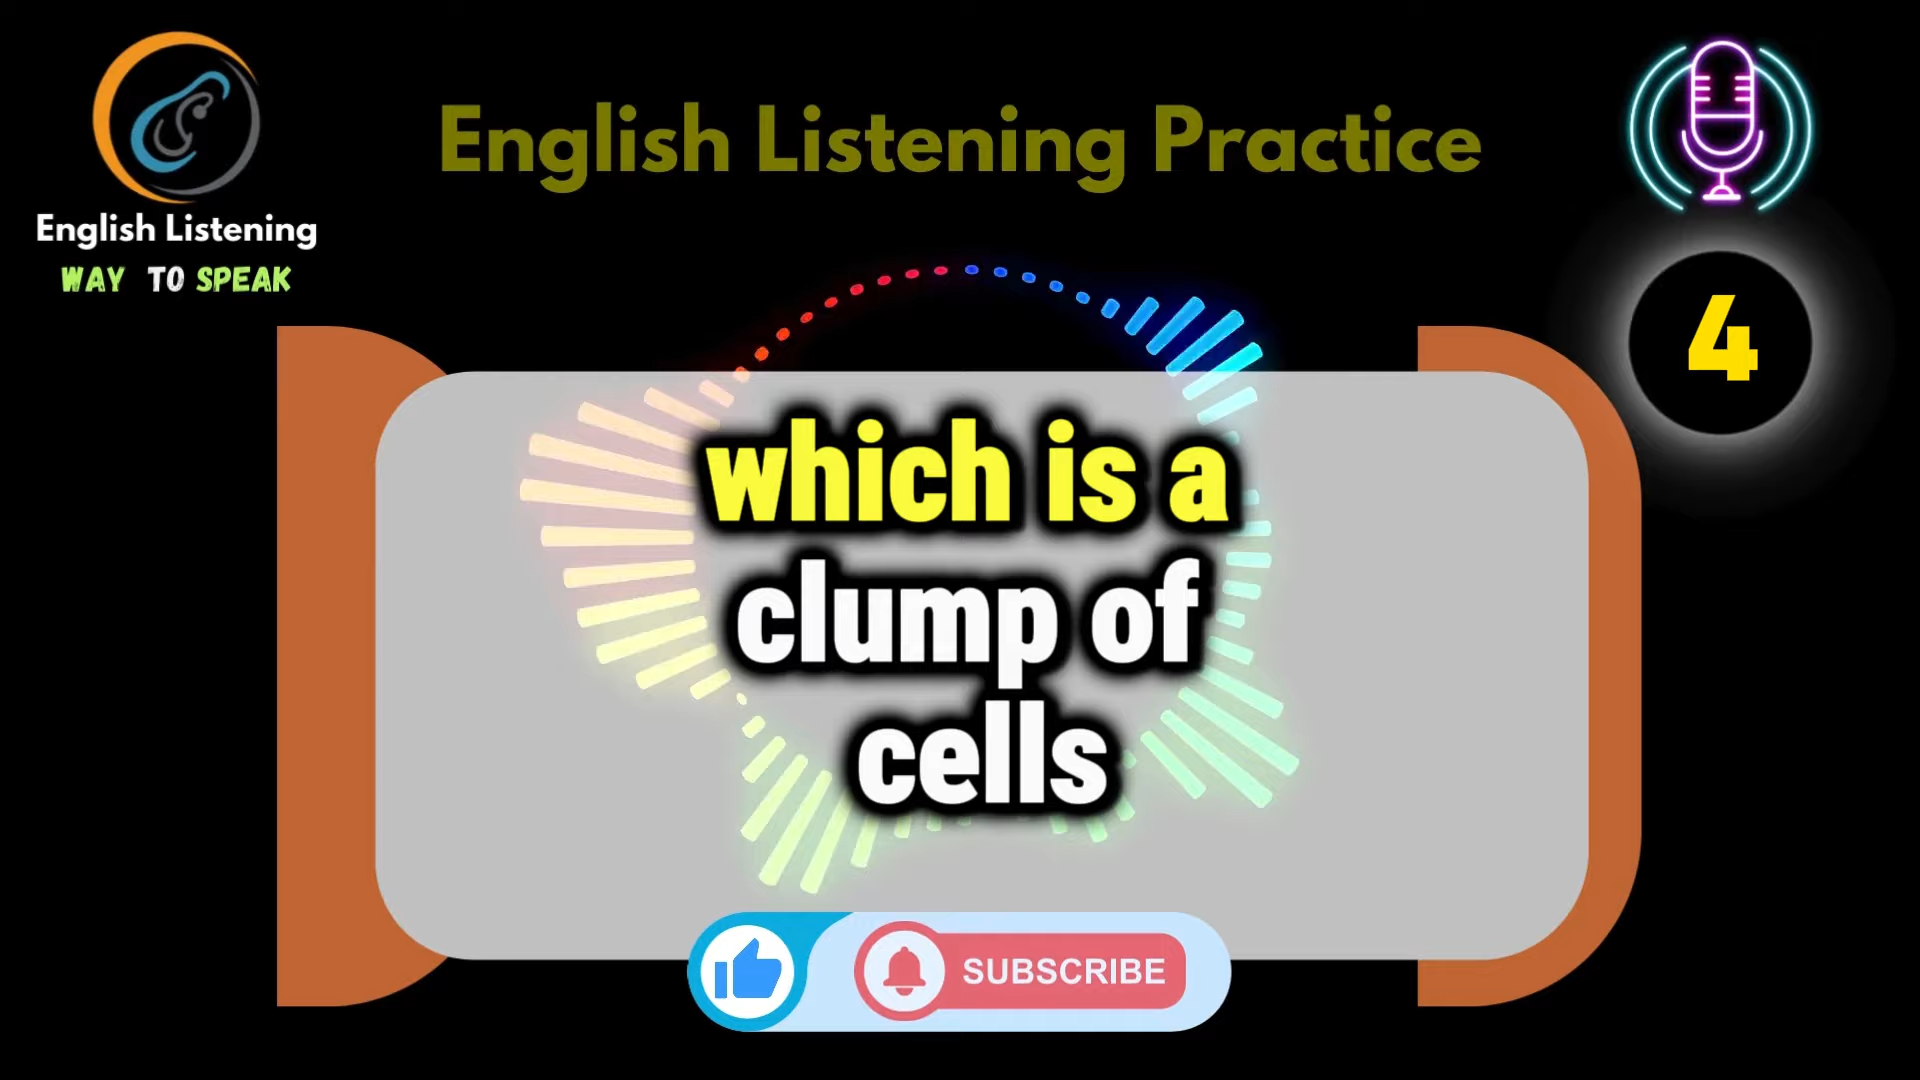 English Listening Practice
English Listening
WAY TO SPEAK
4
which is a
clump of
cells
SUBSCRIBE